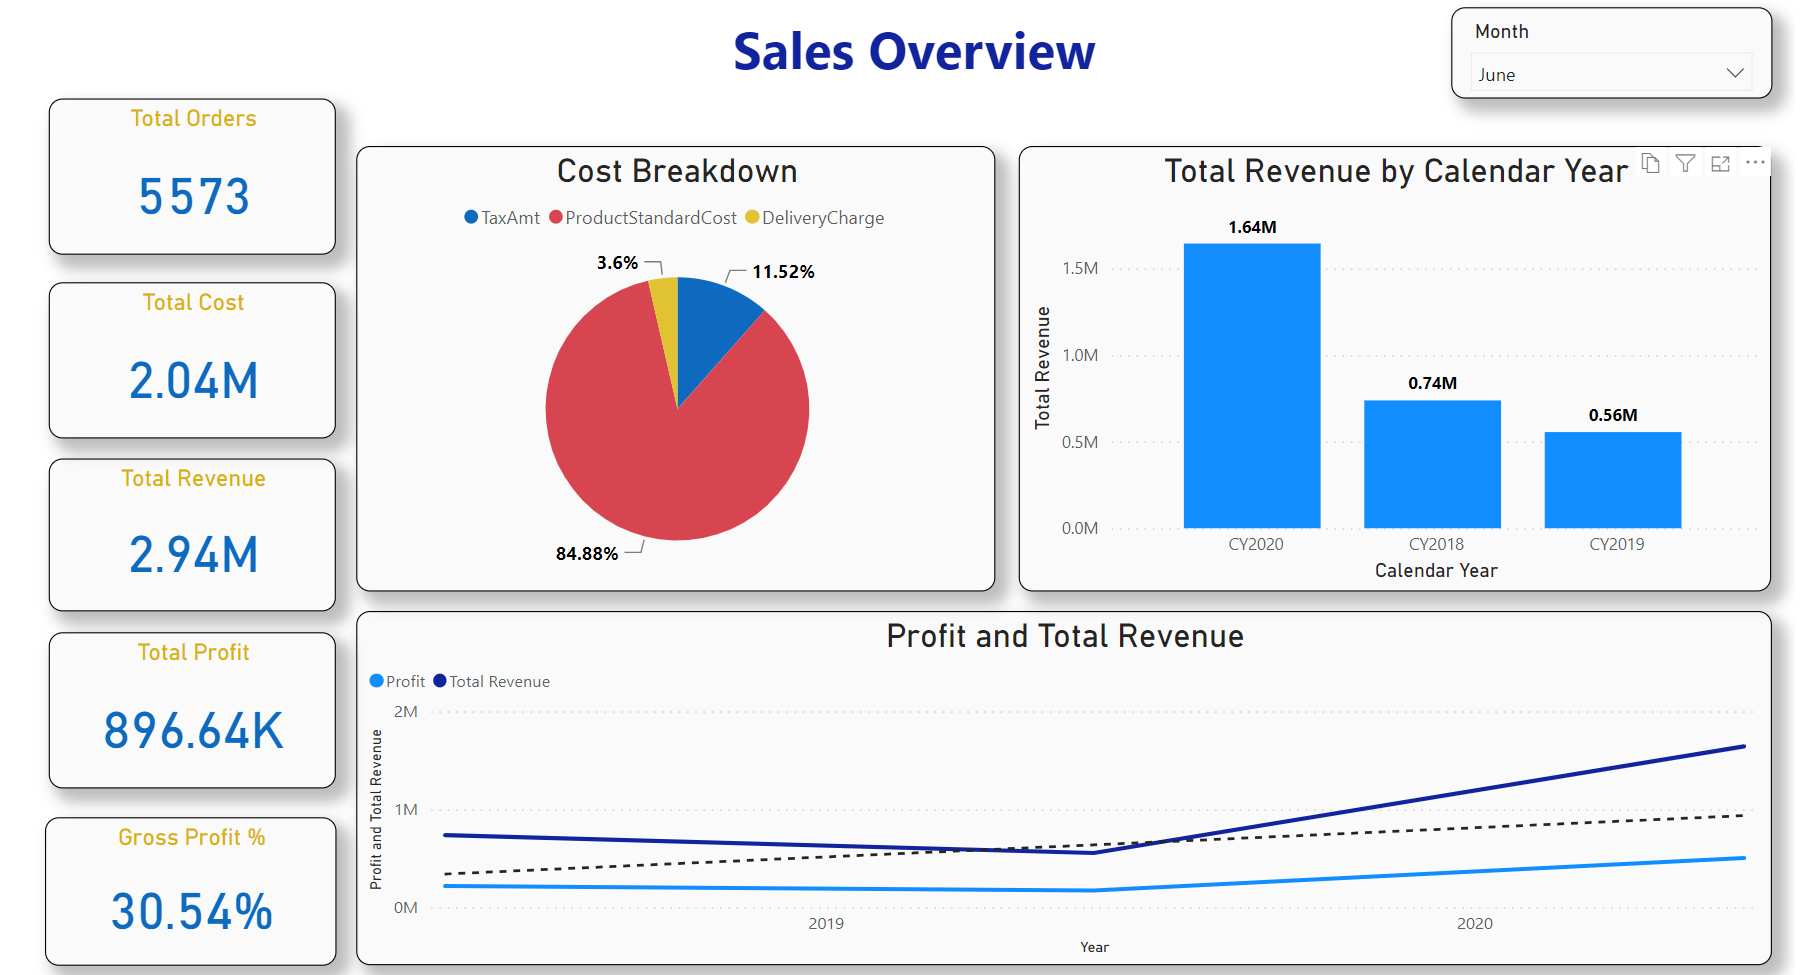 Sales Overview
Month
June
Total Orders
5573
Total Cost
2.04M
Total Revenue
2.94M
Total Profit
896.64K
Gross Profit %
30.54%
Cost Breakdown
TaxAmt ProductStandardCost DeliveryCharge
3.6%
11.52%
84.88%
Total Revenue by Calendar Year
Total Revenue
1.5M
1.0M
0.5M
0.0M
1.64M
0.74M
0.56M
CY2020 CY2018 CY2019
Calendar Year
Profit and Total Revenue
Profit Total Revenue
Profit and Total Revenue
2M
1M
0M
2019 2020
Year